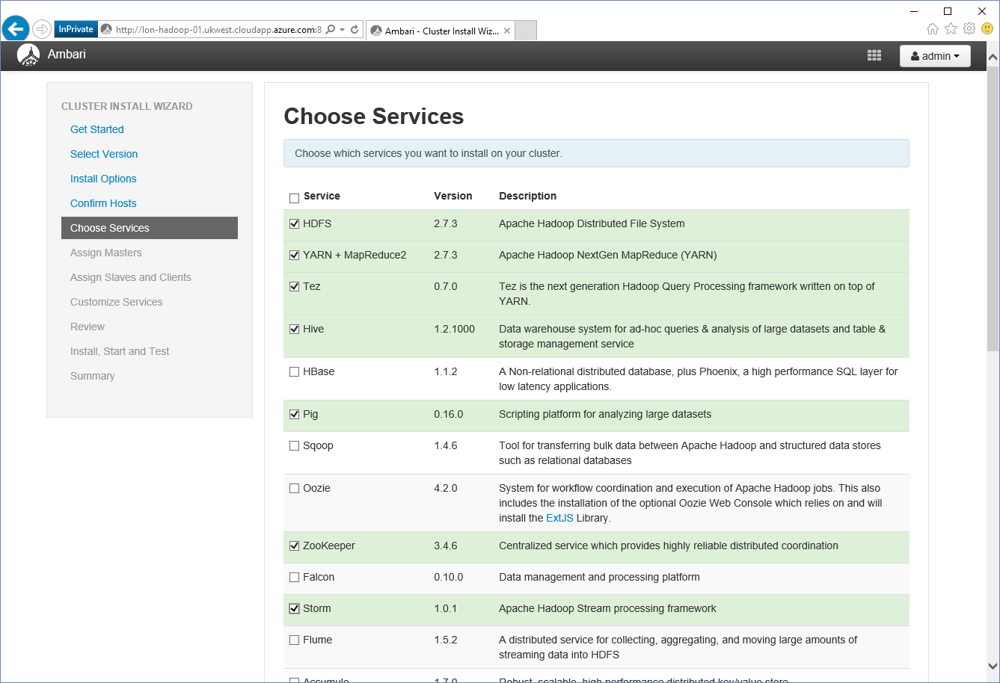 InPrivate
http://lon-hadoop-01.ukwest.cloudapp.azure.com:8
Ambari - Cluster Install Wiz...
Ambari
admin
CLUSTER INSTALL WIZARD
Get Started
Select Version
Install Options
Confirm Hosts
Choose Services
Assign Masters
Assign Slaves and Clients
Customize Services
Review
Install, Start and Test
Summary
Choose Services
Choose which services you want to install on your cluster.
Service Version Description
HDFS 2.7.3 Apache Hadoop Distributed File System
YARN + MapReduce2 2.7.3 Apache Hadoop NextGen MapReduce (YARN)
Tez 0.7.0 Tez is the next generation Hadoop Query Processing framework written on top of
YARN.
Hive 1.2.1000 Data warehouse system for ad-hoc queries & analysis of large datasets and table &
storage management service
HBase 1.1.2 A Non-relational distributed database, plus Phoenix, a high performance SQL layer for
low latency applications.
Pig 0.16.0 Scripting platform for analyzing large datasets
Sqoop 1.4.6 Tool for transferring bulk data between Apache Hadoop and structured data stores
such as relational databases
Oozie 4.2.0 System for workflow coordination and execution of Apache Hadoop jobs. This also
includes the installation of the optional Oozie Web Console which relies on and will
install the ExtJS Library.
ZooKeeper 3.4.6 Centralized service which provides highly reliable distributed coordination
Falcon 0.10.0 Data management and processing platform
Storm 1.0.1 Apache Hadoop Stream processing framework
Flume 1.5.2 A distributed service for collecting, aggregating, and moving large amounts of
streaming data into HDFS
Accumulo 1.7.0 Robust, scalable, high performance distributed key/value store.